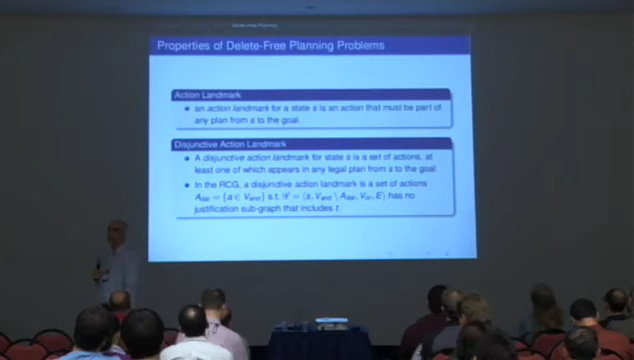 Properties of Delete-Free Planning Problems
Action Landmark
an action landmark for a state s is an action that must be part of
any plan from s to the goal.
Disjunctive Action Landmark
A disjunctive action landmark for state s is a set of actions, at
least one of which appears in any legal plan from s to the goal.
In the RCG, a disjunctive action landmark is a set of actions
= {a ∈ V_and} s.t. = ⟨s, V_and \ , V_or, E⟩ has no
justification sub-graph that includes t.